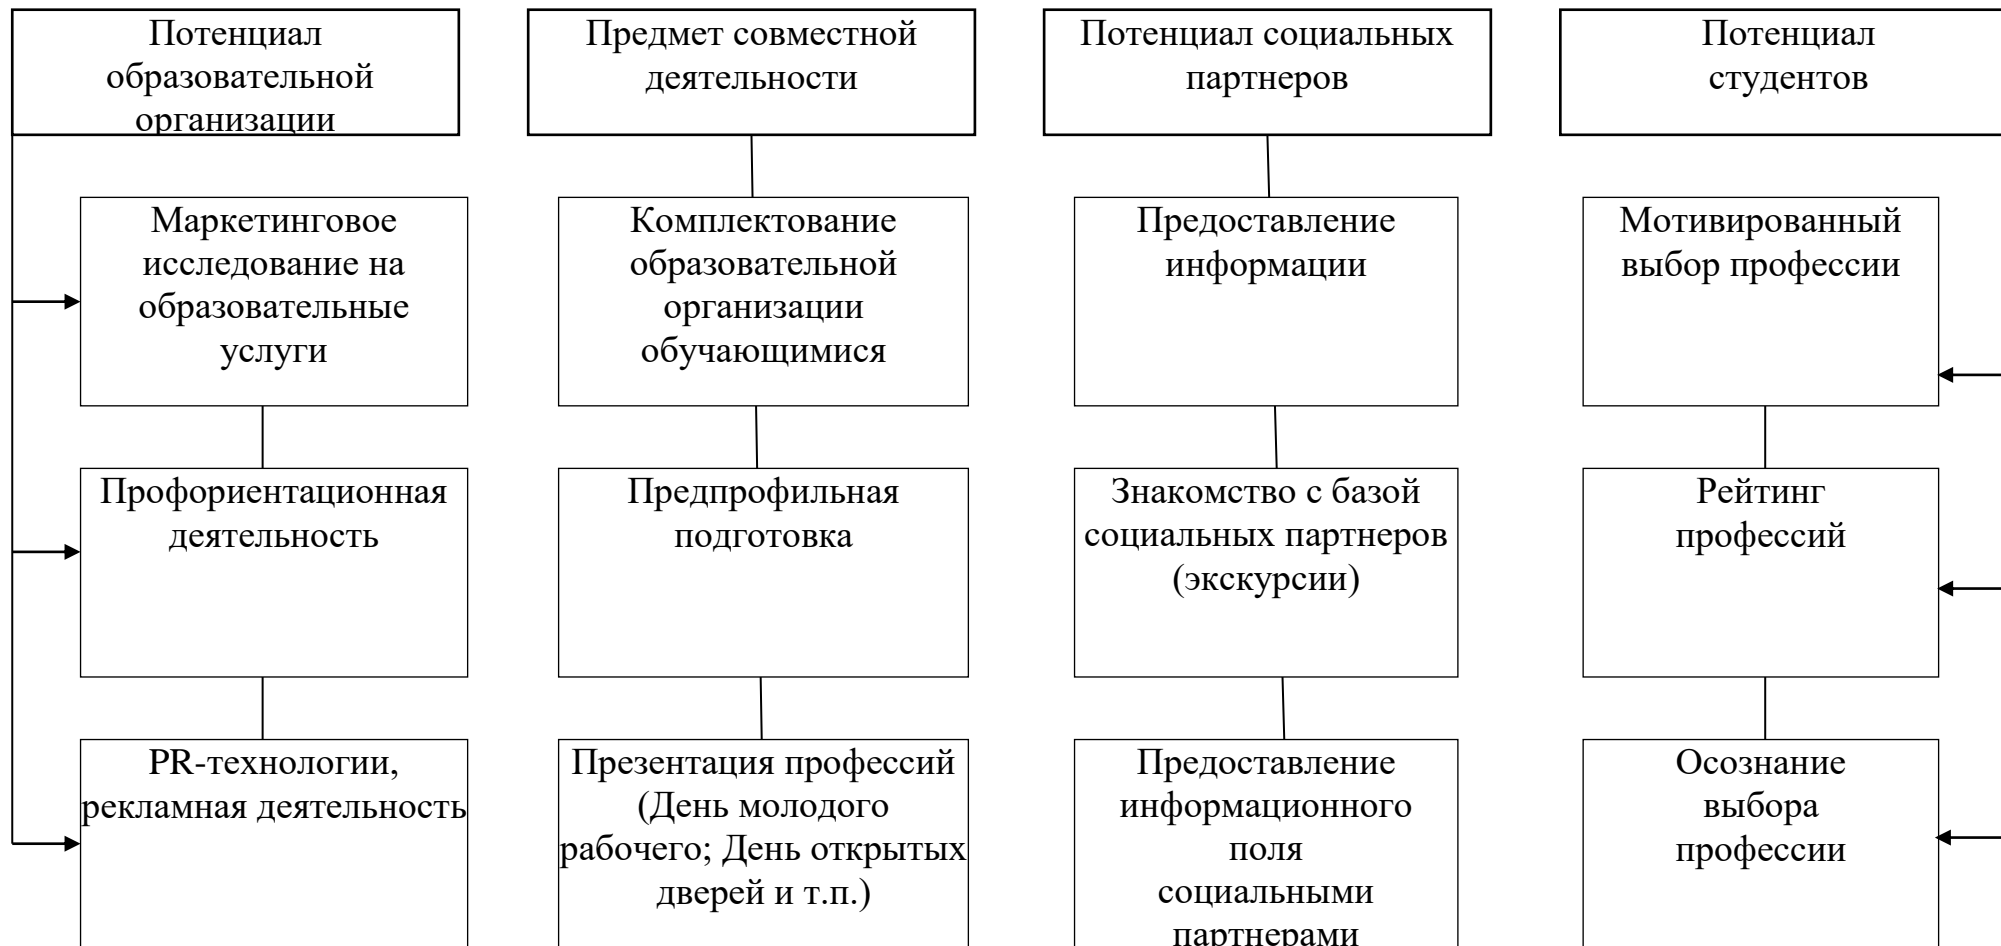 Потенциал
образовательной
организации
Предмет совместной
деятельности
Потенциал социальных
партнеров
Потенциал
студентов
Маркетинговое
исследование на
образовательные
услуги
Комплектование
образовательной
организации
обучающимися
Предоставление
информации
Мотивированный
выбор профессии
Профориентационная
деятельность
Предпрофильная
подготовка
Знакомство с базой
социальных партнеров
(экскурсии)
Рейтинг
профессий
PR-технологии,
рекламная деятельность
Презентация профессий
(День молодого
рабочего; День открытых
дверей и т.п.)
Предоставление
информационного
поля
социальными
партнерами
Осознание
выбора
профессии